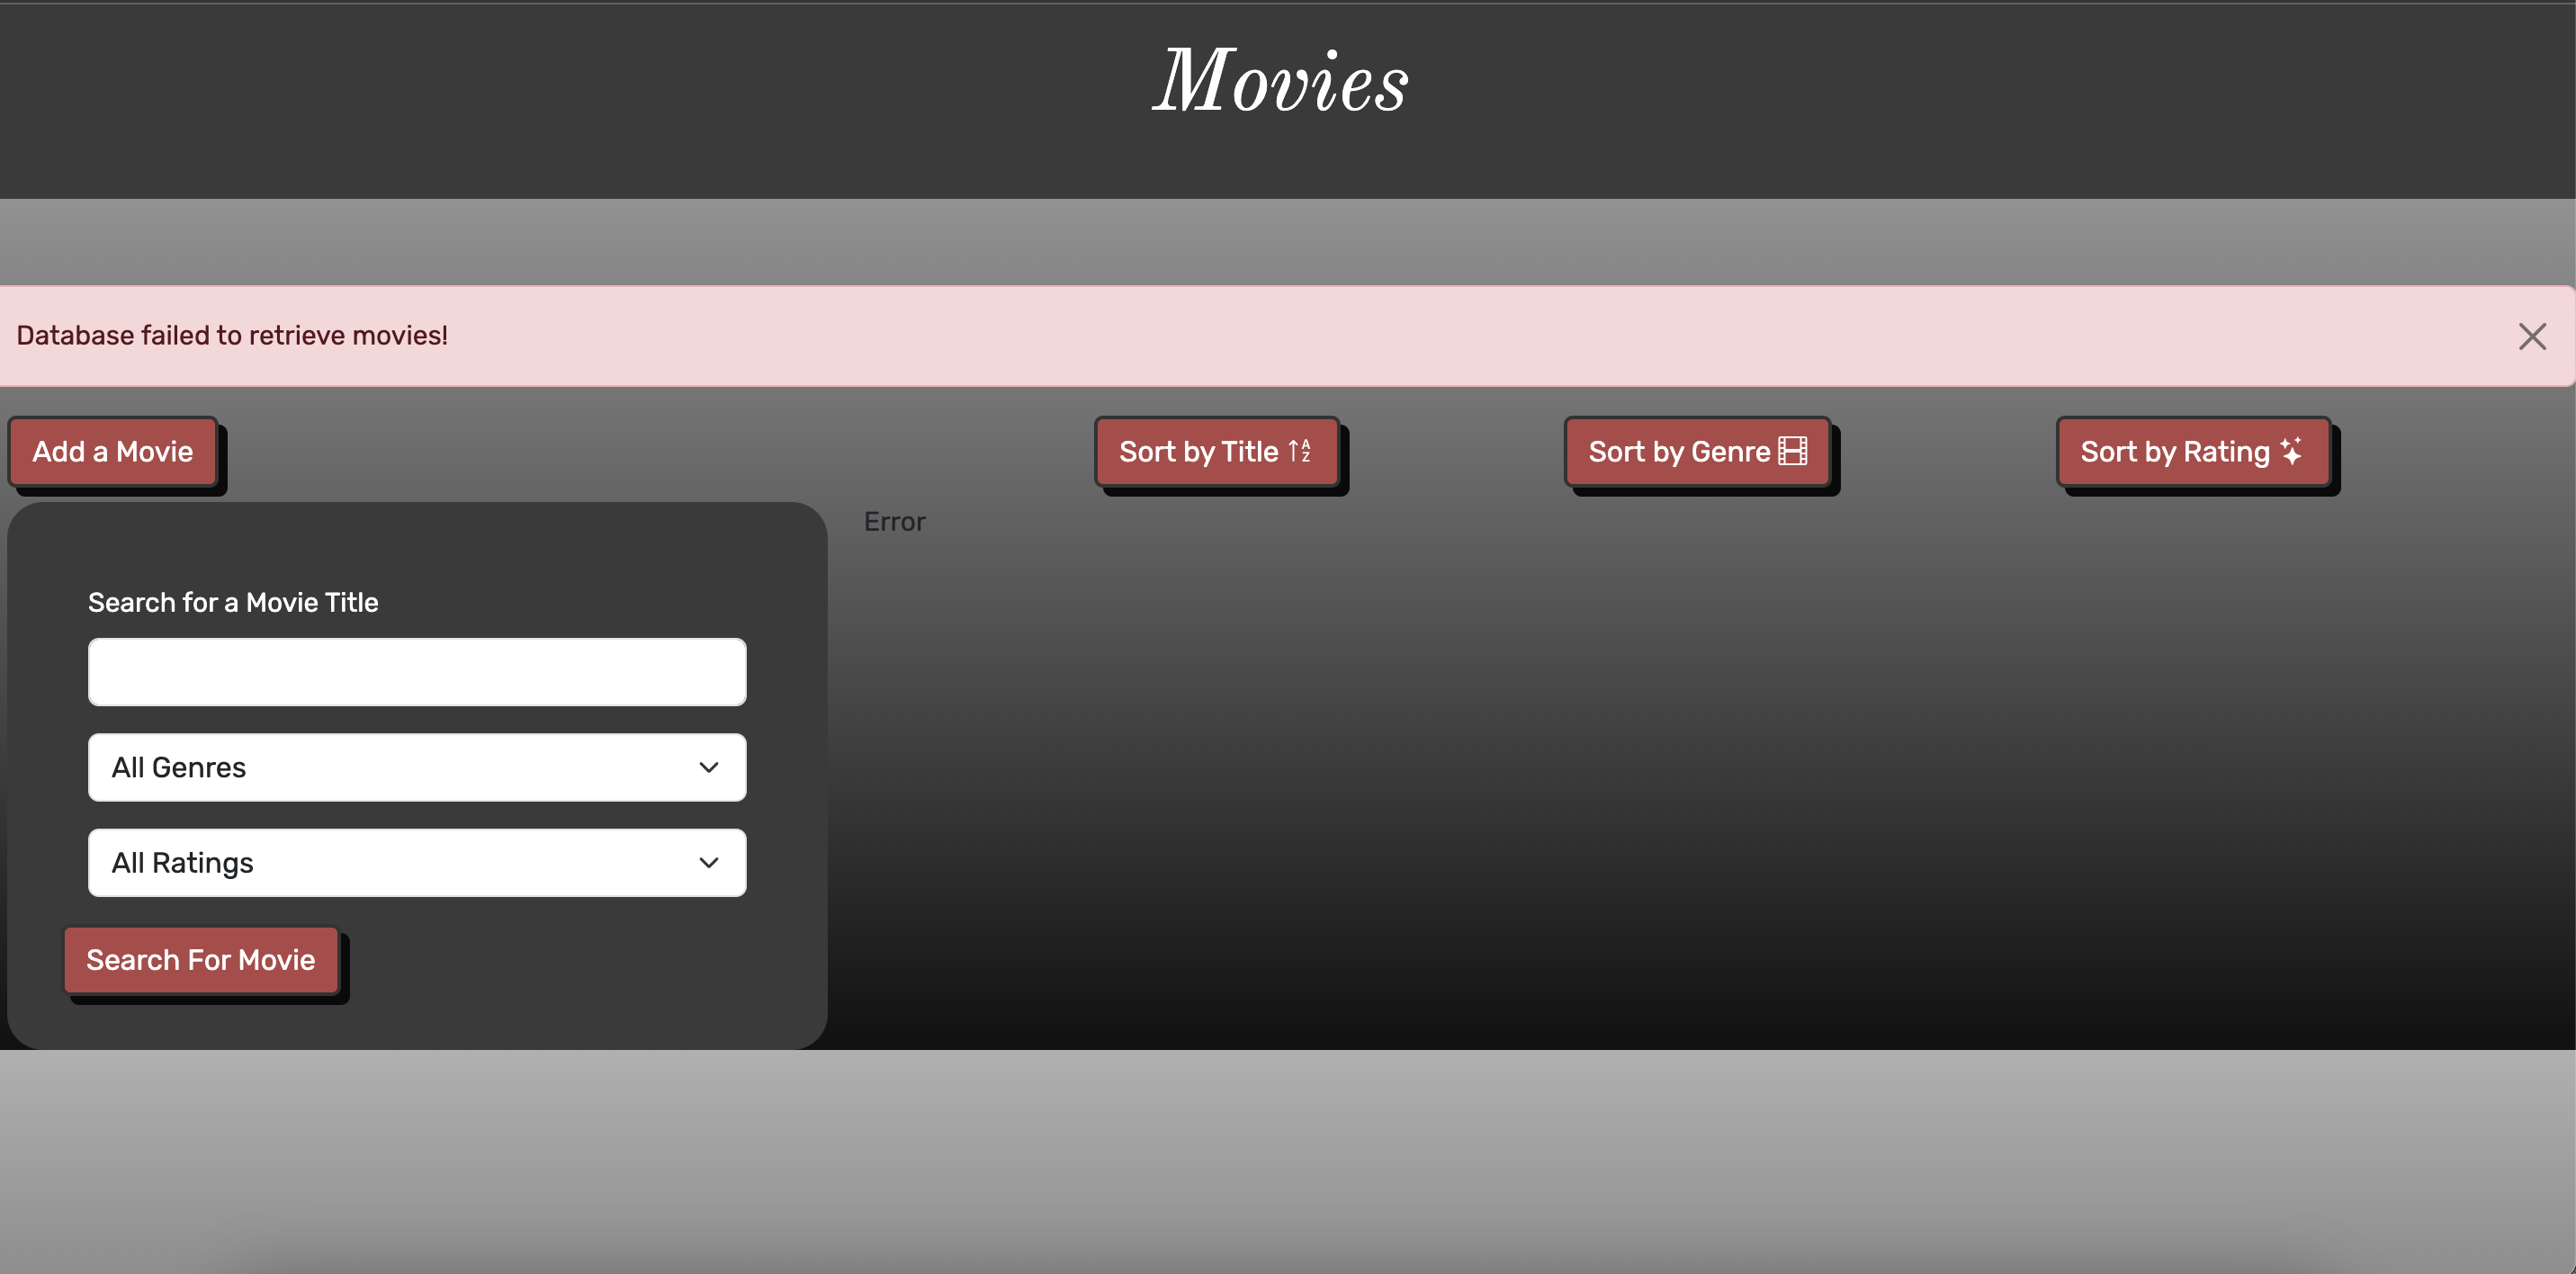 Movies
Database failed to retrieve movies!
Add a Movie
Sort by Title
Sort by Genre
Sort by Rating
Error
Search for a Movie Title
All Genres
All Ratings
Search For Movie